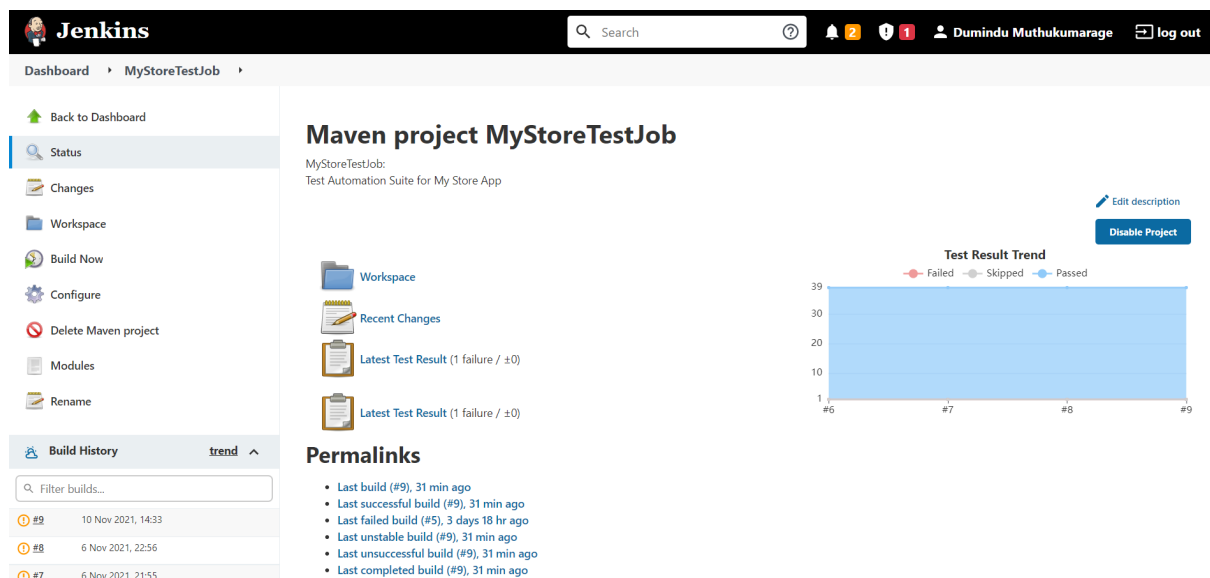 Jenkins
Search
2
1
Dumindu Muthukumarage
log out
Dashboard
MyStoreTestJob
Back to Dashboard
Status
Changes
Workspace
Build Now
Configure
Delete Maven project
Modules
Rename
Build History
trend
Filter builds...
#9 10 Nov 2021, 14:33
#8 6 Nov 2021, 22:56
#7 6 Nov 2021, 21:55
Maven project MyStoreTestJob
MyStoreTestJob:
Test Automation Suite for My Store App
Edit description
Disable Project
Workspace
Recent Changes
Latest Test Result (1 failure / ±0)
Latest Test Result (1 failure / ±0)
Test Result Trend
Failed Skipped Passed
39
30
20
10
1
#6 #7 #8 #9
Permalinks
• Last build (#9), 31 min ago
• Last successful build (#9), 31 min ago
• Last failed build (#5), 3 days 18 hr ago
• Last unstable build (#9), 31 min ago
• Last unsuccessful build (#9), 31 min ago
• Last completed build (#9), 31 min ago